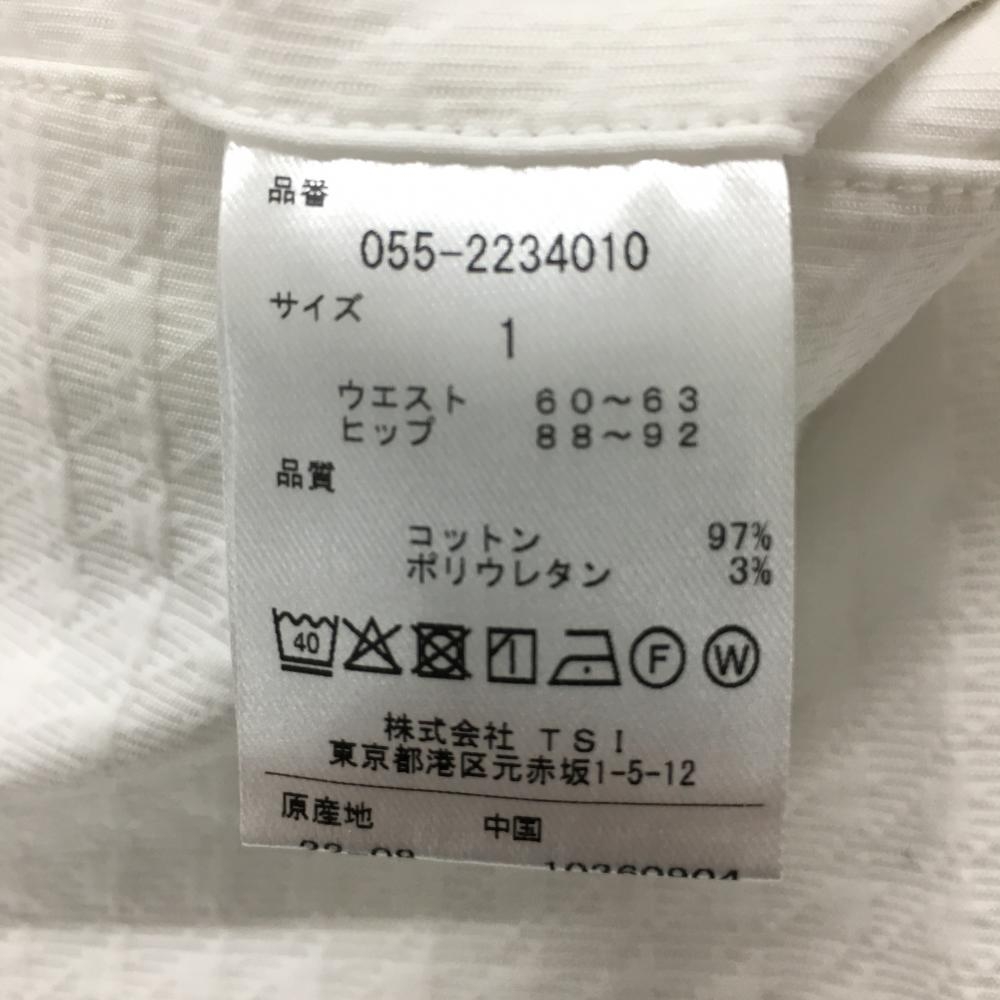 品番
055-2234010
サイズ
1
ウエスト 60～63
ヒップ 88～92
品質
コットン 97%
ポリウレタン 3%
40 F W
株式会社 TSI
東京都港区元赤坂1-5-12
原産地 中国